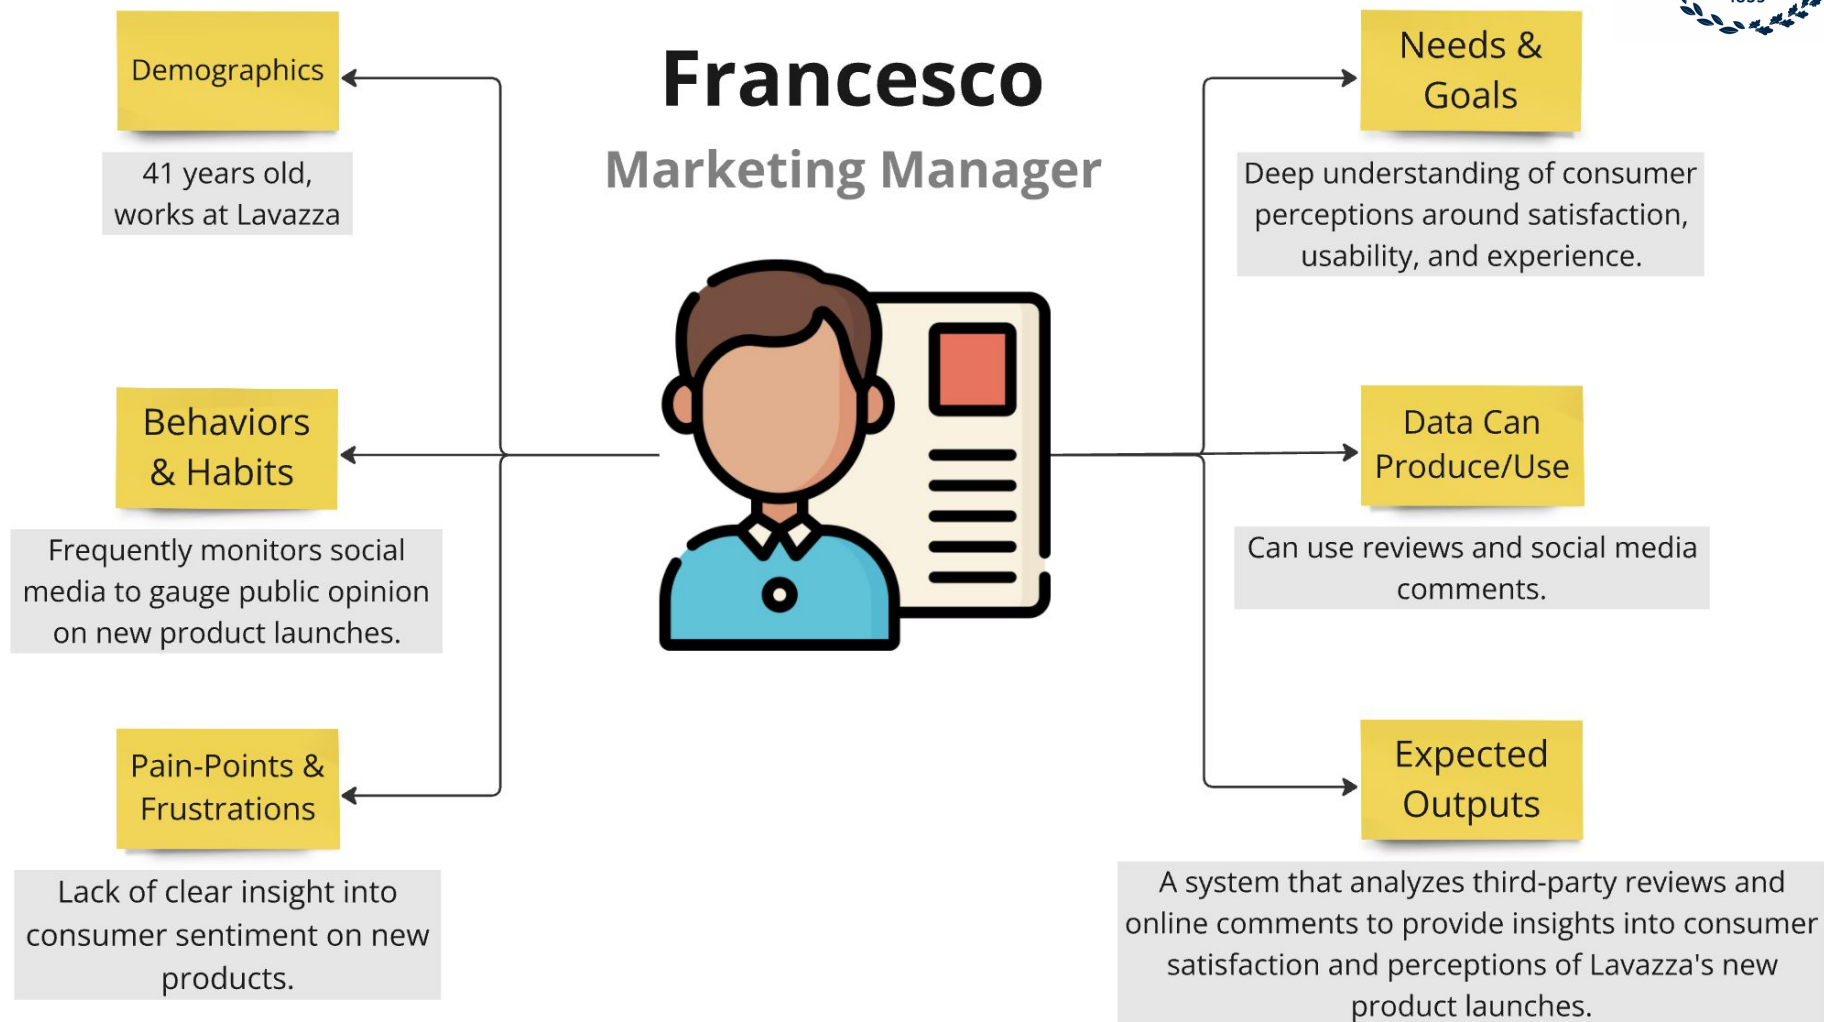 Francesco
Marketing Manager
Demographics
41 years old,
works at Lavazza
Behaviors
& Habits
Frequently monitors social
media to gauge public opinion
on new product launches.
Pain-Points &
Frustrations
Lack of clear insight into
consumer sentiment on new
products.
Needs &
Goals
Deep understanding of consumer
perceptions around satisfaction,
usability, and experience.
Data Can
Produce/Use
Can use reviews and social media
comments.
Expected
Outputs
A system that analyzes third-party reviews and
online comments to provide insights into consumer
satisfaction and perceptions of Lavazza's new
product launches.